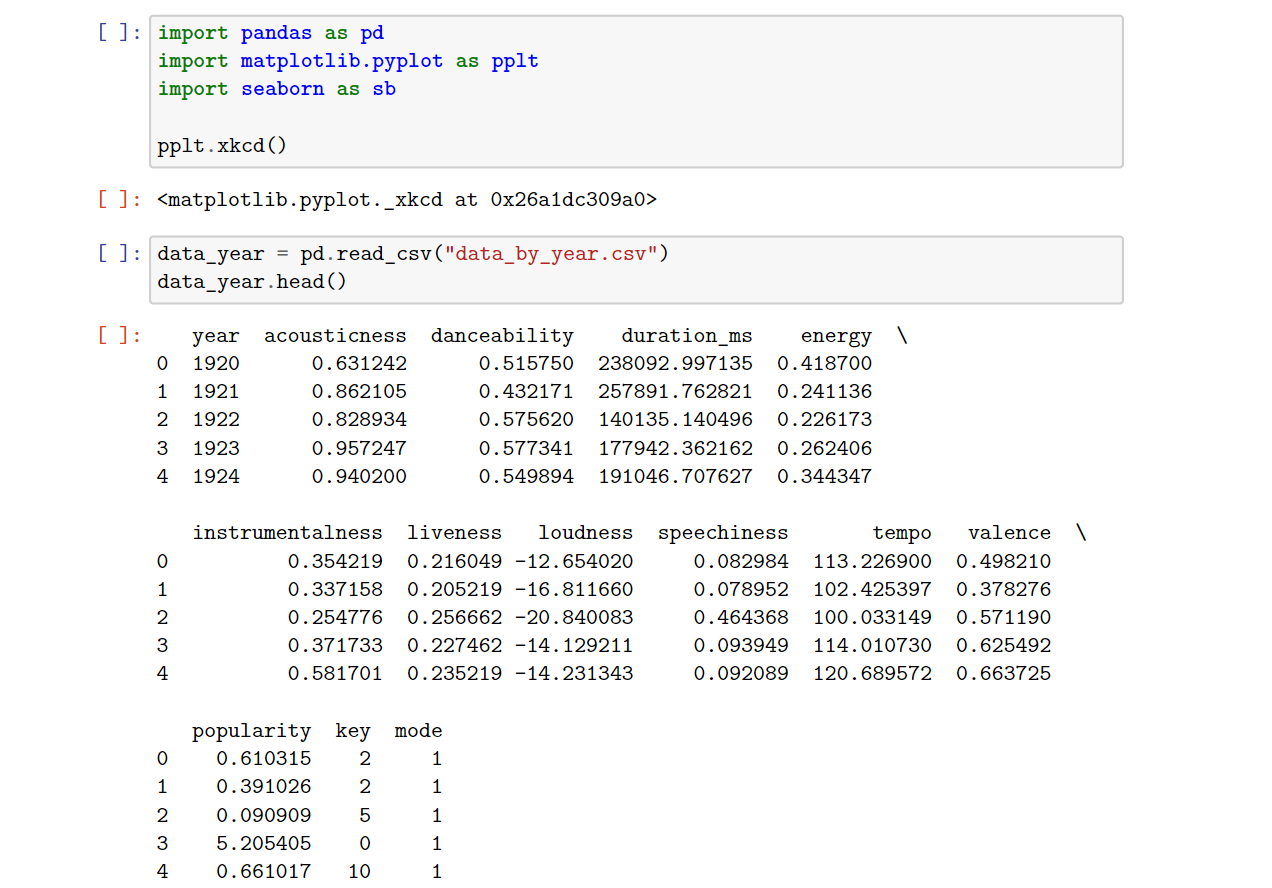 [ ]: import pandas as pd
import matplotlib.pyplot as pplt
import seaborn as sb
pplt.xkcd()
[ ]: <matplotlib.pyplot._xkcd at 0x26a1dc309a0>
[ ]: data_year = pd.read_csv("data_by_year.csv")
data_year.head()
[ ]: year acousticness danceability duration_ms energy \
0 1920 0.631242 0.515750 238092.997135 0.418700
1 1921 0.862105 0.432171 257891.762821 0.241136
2 1922 0.828934 0.575620 140135.140496 0.226173
3 1923 0.957247 0.577341 177942.362162 0.262406
4 1924 0.940200 0.549894 191046.707627 0.344347
instrumentalness liveness loudness speechiness tempo valence \
0 0.354219 0.216049 -12.654020 0.082984 113.226900 0.498210
1 0.337158 0.205219 -16.811660 0.078952 102.425397 0.378276
2 0.254776 0.256662 -20.840083 0.464368 100.033149 0.571190
3 0.371733 0.227462 -14.129211 0.093949 114.010730 0.625492
4 0.581701 0.235219 -14.231343 0.092089 120.689572 0.663725
popularity key mode
0 0.610315 2 1
1 0.391026 2 1
2 0.090909 5 1
3 5.205405 0 1
4 0.661017 10 1